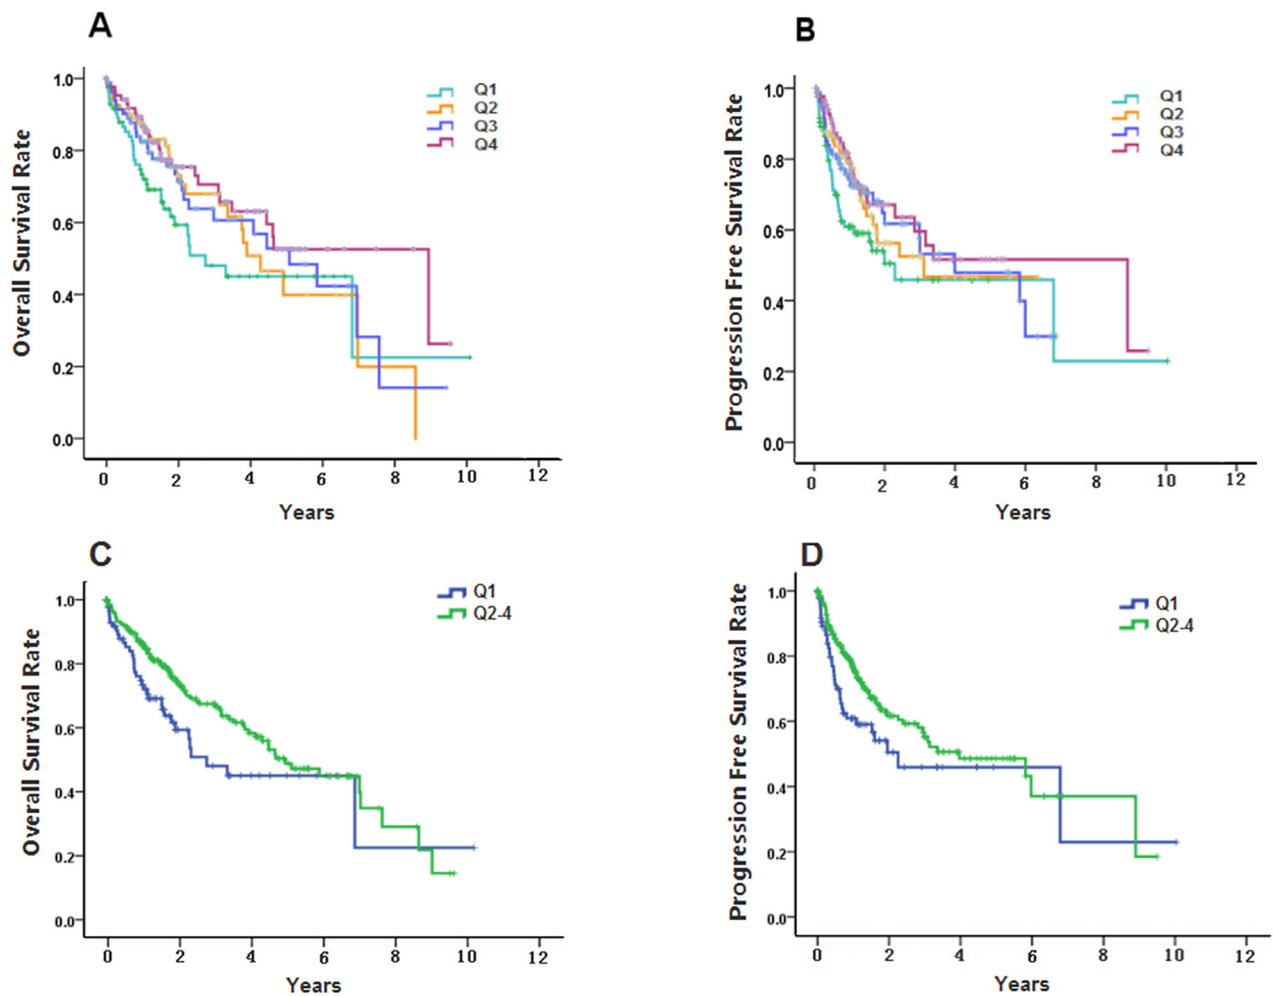 A
Overall Survival Rate
1.0
0.8
0.6
0.4
0.2
0.0
Q1
Q2
Q3
Q4
0 2 4 6 8 10 12
Years
B
Progression Free Survival Rate
1.0
0.8
0.6
0.4
0.2
0.0
Q1
Q2
Q3
Q4
0 2 4 6 8 10 12
Years
C
Overall Survival Rate
1.0
0.8
0.6
0.4
0.2
0.0
Q1
Q2-4
0 2 4 6 8 10 12
Years
D
Progression Free Survival Rate
1.0
0.8
0.6
0.4
0.2
0.0
Q1
Q2-4
0 2 4 6 8 10 12
Years